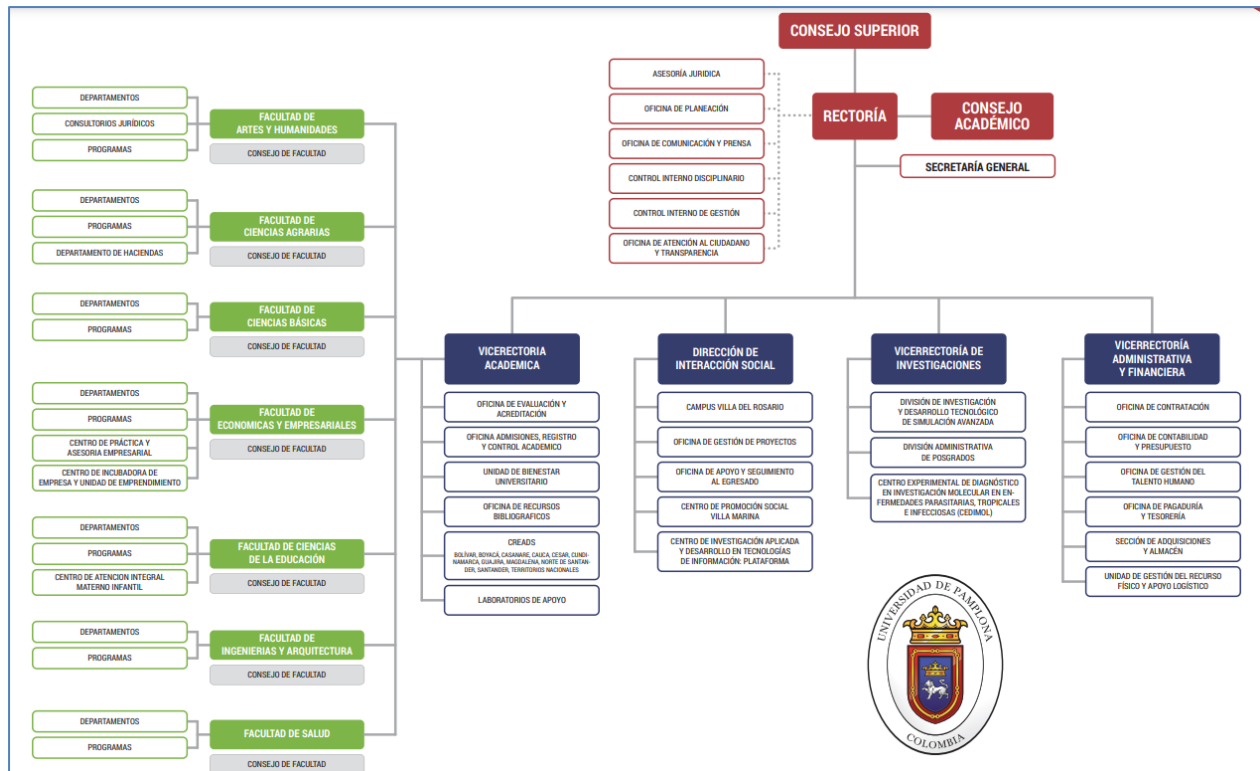 CONSEJO SUPERIOR
RECTORÍA
CONSEJO
ACADÉMICO
SECRETARÍA GENERAL
ASESORÍA JURIDICA
OFICINA DE PLANEACIÓN
OFICINA DE COMUNICACIÓN Y PRENSA
CONTROL INTERNO DISCIPLINARIO
CONTROL INTERNO DE GESTIÓN
OFICINA DE ATENCIÓN AL CIUDADANO
Y TRANSPARENCIA
DEPARTAMENTOS
CONSULTORIOS JURÍDICOS
PROGRAMAS
FACULTAD DE
ARTES Y HUMANIDADES
CONSEJO DE FACULTAD
DEPARTAMENTOS
PROGRAMAS
DEPARTAMENTO DE HACIENDAS
FACULTAD DE
CIENCIAS AGRARIAS
CONSEJO DE FACULTAD
DEPARTAMENTOS
PROGRAMAS
FACULTAD DE
CIENCIAS BÁSICAS
CONSEJO DE FACULTAD
DEPARTAMENTOS
PROGRAMAS
CENTRO DE PRÁCTICA Y
ASESORIA EMPRESARIAL
CENTRO DE INCUBADORA DE
EMPRESA Y UNIDAD DE EMPRENDIMIENTO
FACULTAD DE
ECONOMICAS Y EMPRESARIALES
CONSEJO DE FACULTAD
DEPARTAMENTOS
PROGRAMAS
CENTRO DE ATENCION INTEGRAL
MATERNO INFANTIL
FACULTAD DE CIENCIAS
DE LA EDUCACIÓN
CONSEJO DE FACULTAD
DEPARTAMENTOS
PROGRAMAS
FACULTAD DE
INGENIERIAS Y ARQUITECTURA
CONSEJO DE FACULTAD
DEPARTAMENTOS
PROGRAMAS
FACULTAD DE SALUD
CONSEJO DE FACULTAD
VICERECTORIA
ACADEMICA
OFICINA DE EVALUACIÓN Y
ACREDITACIÓN
OFICINA ADMISIONES, REGISTRO
Y CONTROL ACADEMICO
UNIDAD DE BIENESTAR
UNIVERSITARIO
OFICINA DE RECURSOS
BIBLIOGRAFICOS
CREADS
BOLÍVAR, BOYACÁ, CASANARE, CAUCA, CESAR, CUNDI-
NAMARCA, GUAJIRA, MAGDALENA, NORTE DE SANTAN-
DER, SANTANDER, TERRITORIOS NACIONALES
LABORATORIOS DE APOYO
DIRECCIÓN DE
INTERACCIÓN SOCIAL
CAMPUS VILLA DEL ROSARIO
OFICINA DE GESTIÓN DE PROYECTOS
OFICINA DE APOYO Y SEGUIMIENTO
AL EGRESADO
CENTRO DE PROMOCIÓN SOCIAL
VILLA MARINA
CENTRO DE INVESTIGACIÓN APLICADA
Y DESARROLLO EN TECNOLOGÍAS
DE INFORMACIÓN: PLATAFORMA
VICERRECTORÍA DE
INVESTIGACIONES
DIVISIÓN DE INVESTIGACIÓN
Y DESARROLLO TECNOLÓGICO
DE SIMULACIÓN AVANZADA
DIVISIÓN ADMINISTRATIVA
DE POSGRADOS
CENTRO EXPERIMENTAL DE DIAGNÓSTICO
EN INVESTIGACIÓN MOLECULAR EN EN-
FERMEDADES PARASITARIAS, TROPICALES
E INFECCIOSAS (CEDIMOL)
VICERRECTORÍA
ADMINISTRATIVA
Y FINANCIERA
OFICINA DE CONTRATACIÓN
OFICINA DE CONTABILIDAD
Y PRESUPUESTO
OFICINA DE GESTIÓN DEL
TALENTO HUMANO
OFICINA DE PAGADURÍA
Y TESORERÍA
SECCIÓN DE ADQUISICIONES
Y ALMACÉN
UNIDAD DE GESTIÓN DEL RECURSO
FÍSICO Y APOYO LOGÍSTICO
UNIVERSIDAD DE PAMPLONA
COLOMBIA